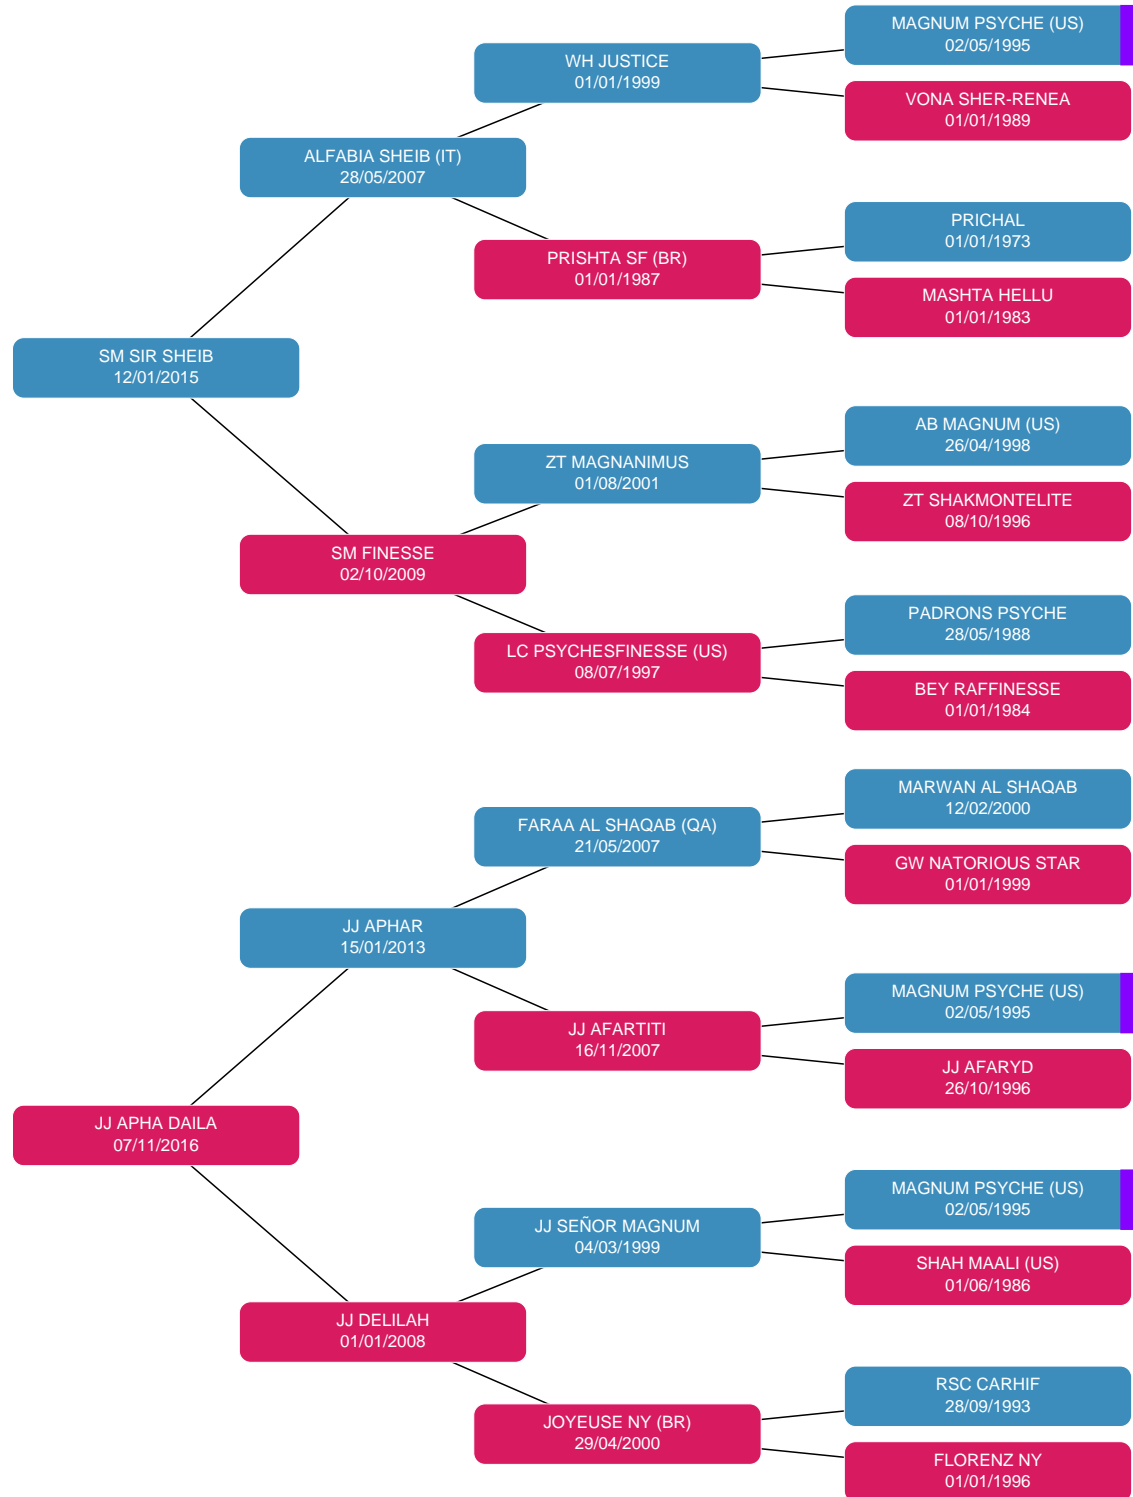 MAGNUM PSYCHE (US)
02/05/1995
WH JUSTICE
01/01/1999
VONA SHER-RENEA
01/01/1989
ALFABIA SHEIB (IT)
28/05/2007
PRICHAL
01/01/1973
PRISHTA SF (BR)
01/01/1987
MASHTA HELLU
01/01/1983
SM SIR SHEIB
12/01/2015
AB MAGNUM (US)
26/04/1998
ZT MAGNANIMUS
01/08/2001
ZT SHAKMONTELITE
08/10/1996
SM FINESSE
02/10/2009
PADRONS PSYCHE
28/05/1988
LC PSYCHESFINESSE (US)
08/07/1997
BEY RAFFINESSE
01/01/1984
MARWAN AL SHAQAB
12/02/2000
FARAA AL SHAQAB (QA)
21/05/2007
GW NATORIOUS STAR
01/01/1999
JJ APHAR
15/01/2013
MAGNUM PSYCHE (US)
02/05/1995
JJ AFARTITI
16/11/2007
JJ AFARYD
26/10/1996
JJ APHA DAILA
07/11/2016
MAGNUM PSYCHE (US)
02/05/1995
JJ SEÑOR MAGNUM
04/03/1999
SHAH MAALI (US)
01/06/1986
JJ DELILAH
01/01/2008
RSC CARHIF
28/09/1993
JOYEUSE NY (BR)
29/04/2000
FLORENZ NY
01/01/1996